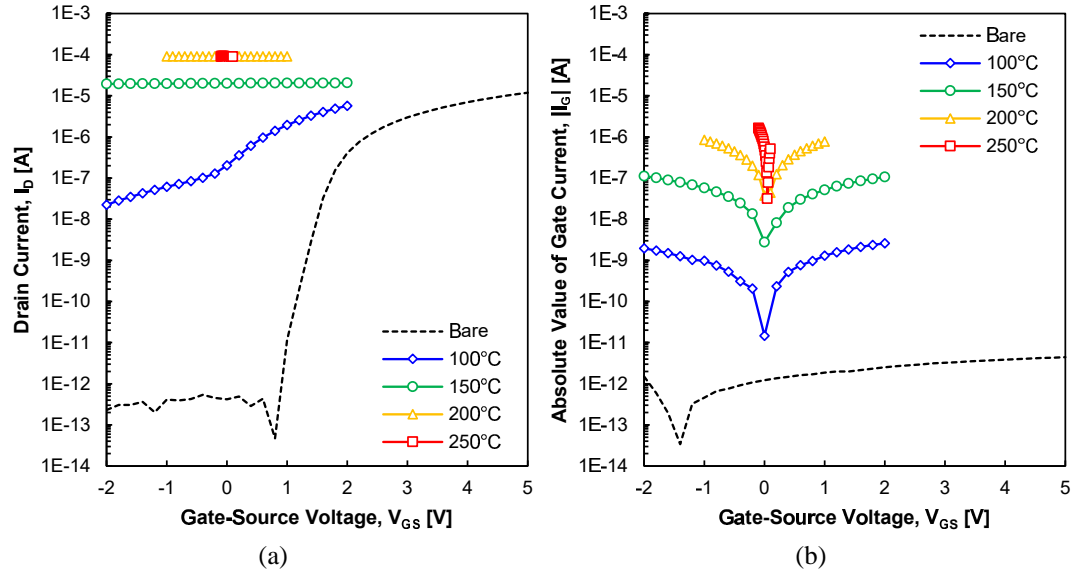 1E-3
1E-4
1E-5
1E-6
1E-7
1E-8
1E-9
1E-10
1E-11
1E-12
1E-13
1E-14
Drain Current, I_D [A]
Bare
100°C
150°C
200°C
250°C
-2 -1 0 1 2 3 4 5
Gate-Source Voltage, V_GS [V]
(a)
1E-3
1E-4
1E-5
1E-6
1E-7
1E-8
1E-9
1E-10
1E-11
1E-12
1E-13
1E-14
Absolute Value of Gate Current, |I_G| [A]
Bare
100°C
150°C
200°C
250°C
-2 -1 0 1 2 3 4 5
Gate-Source Voltage, V_GS [V]
(b)